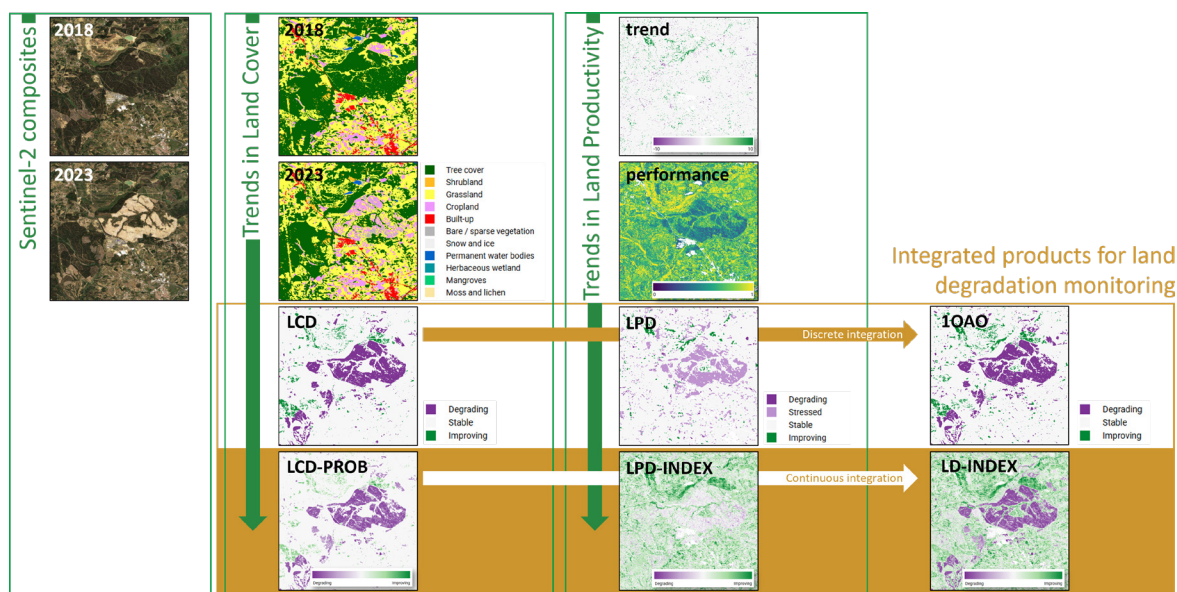 Sentinel-2 composites
2018
2023
Trends in Land Cover
2018
2023
Tree cover
Shrubland
Grassland
Cropland
Built-up
Bare / sparse vegetation
Snow and ice
Permanent water bodies
Herbaceous wetland
Mangroves
Moss and lichen
Trends in Land Productivity
trend
-10
10
performance
0
1
Integrated products for land
degradation monitoring
LCD
Degrading
Stable
Improving
LPD
Discrete integration
Degrading
Stressed
Stable
Improving
1OAO
Degrading
Stable
Improving
LCD-PROB
Degrading
Improving
LPD-INDEX
Continuous integration
Degrading
Improving
LD-INDEX
Degrading
Improving